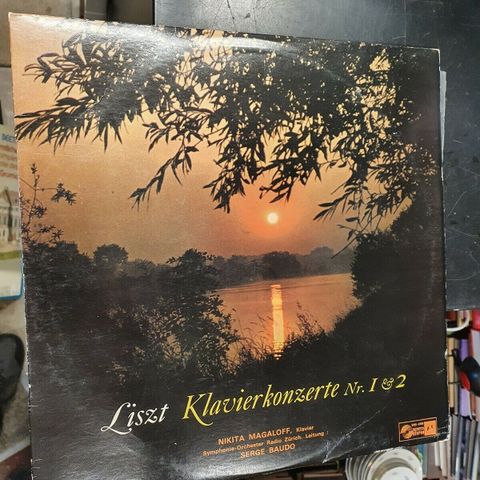 Liszt Klavierkonzerte Nr. 1 & 2
NIKITA MAGALOFF, Klavier
Symphonie-Orchester Radio Zürich, Leitung :
SERGE BAUDO